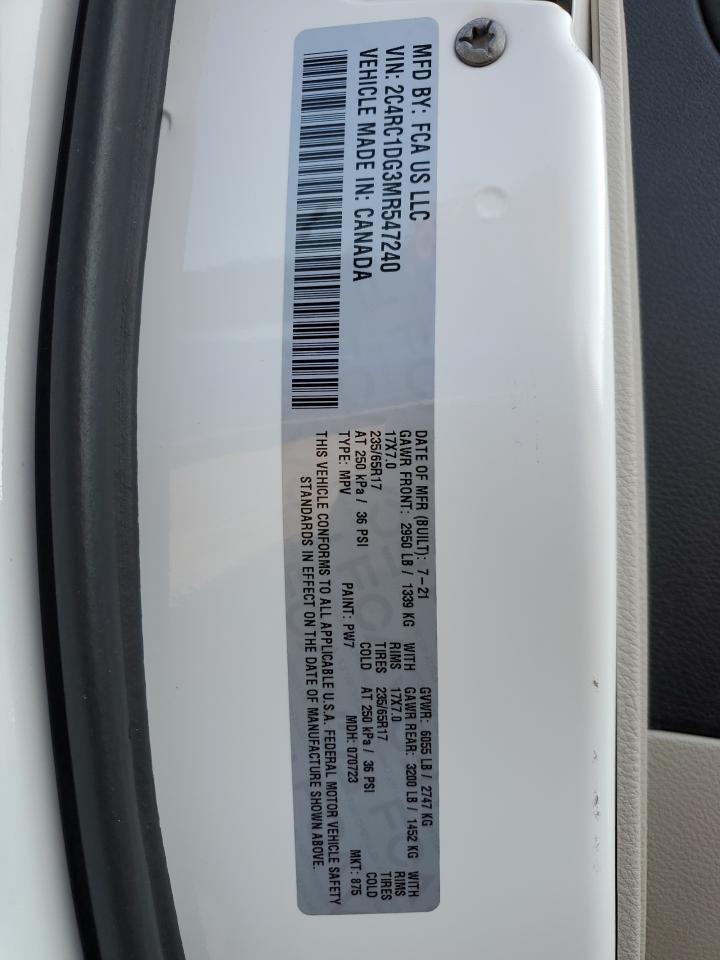 MFD BY: FCA US LLC
VIN: 2C4RC1DG3MR547240
VEHICLE MADE IN: CANADA
DATE OF MFR (BUILT): 7-21 GVWR: 6055 LB / 2747 KG
GAWR FRONT: 2950 LB / 1339 KG WITH GAWR REAR: 3200 LB / 1452 KG WITH
17X7.0 RIMS 17X7.0 RIMS
235/65R17 TIRES 235/65R17 TIRES
AT 250 kPa / 36 PSI COLD AT 250 kPa / 36 PSI COLD
TYPE: MPV PAINT: PW7 MDH: 070723 MKT: 875
THIS VEHICLE CONFORMS TO ALL APPLICABLE U.S.A. FEDERAL MOTOR VEHICLE SAFETY
STANDARDS IN EFFECT ON THE DATE OF MANUFACTURE SHOWN ABOVE.